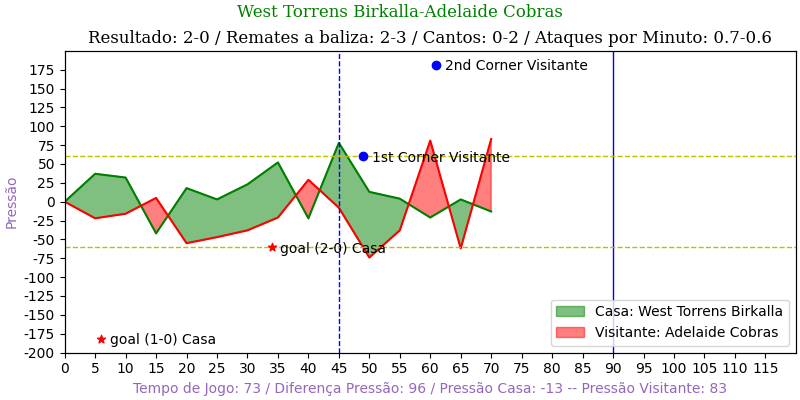 West Torrens Birkalla-Adelaide Cobras
Resultado: 2-0 / Remates a baliza: 2-3 / Cantos: 0-2 / Ataques por Minuto: 0.7-0.6
175
150
125
100
75
50
25
0
-25
-50
-75
-100
-125
-150
-175
-200
Pressão
2nd Corner Visitante
1st Corner Visitante
goal (2-0) Casa
goal (1-0) Casa
Casa: West Torrens Birkalla
Visitante: Adelaide Cobras
0 5 10 15 20 25 30 35 40 45 50 55 60 65 70 75 80 85 90 95 100 105 110 115
Tempo de Jogo: 73 / Diferença Pressão: 96 / Pressão Casa: -13 -- Pressão Visitante: 83